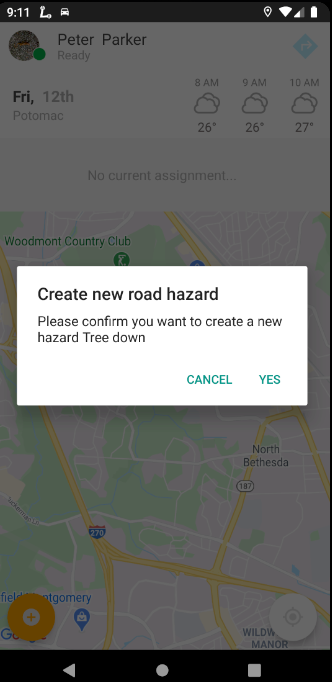 9:11
Peter Parker
Ready
Fri, 12th
Potomac
8 AM
9 AM
10 AM
26°
26°
27°
No current assignment...
Woodmont Country Club
Create new road hazard
Please confirm you want to create a new
hazard Tree down
CANCEL
YES
North
Bethesda
187
270
field Montgomery
Google
WILDW
MAN